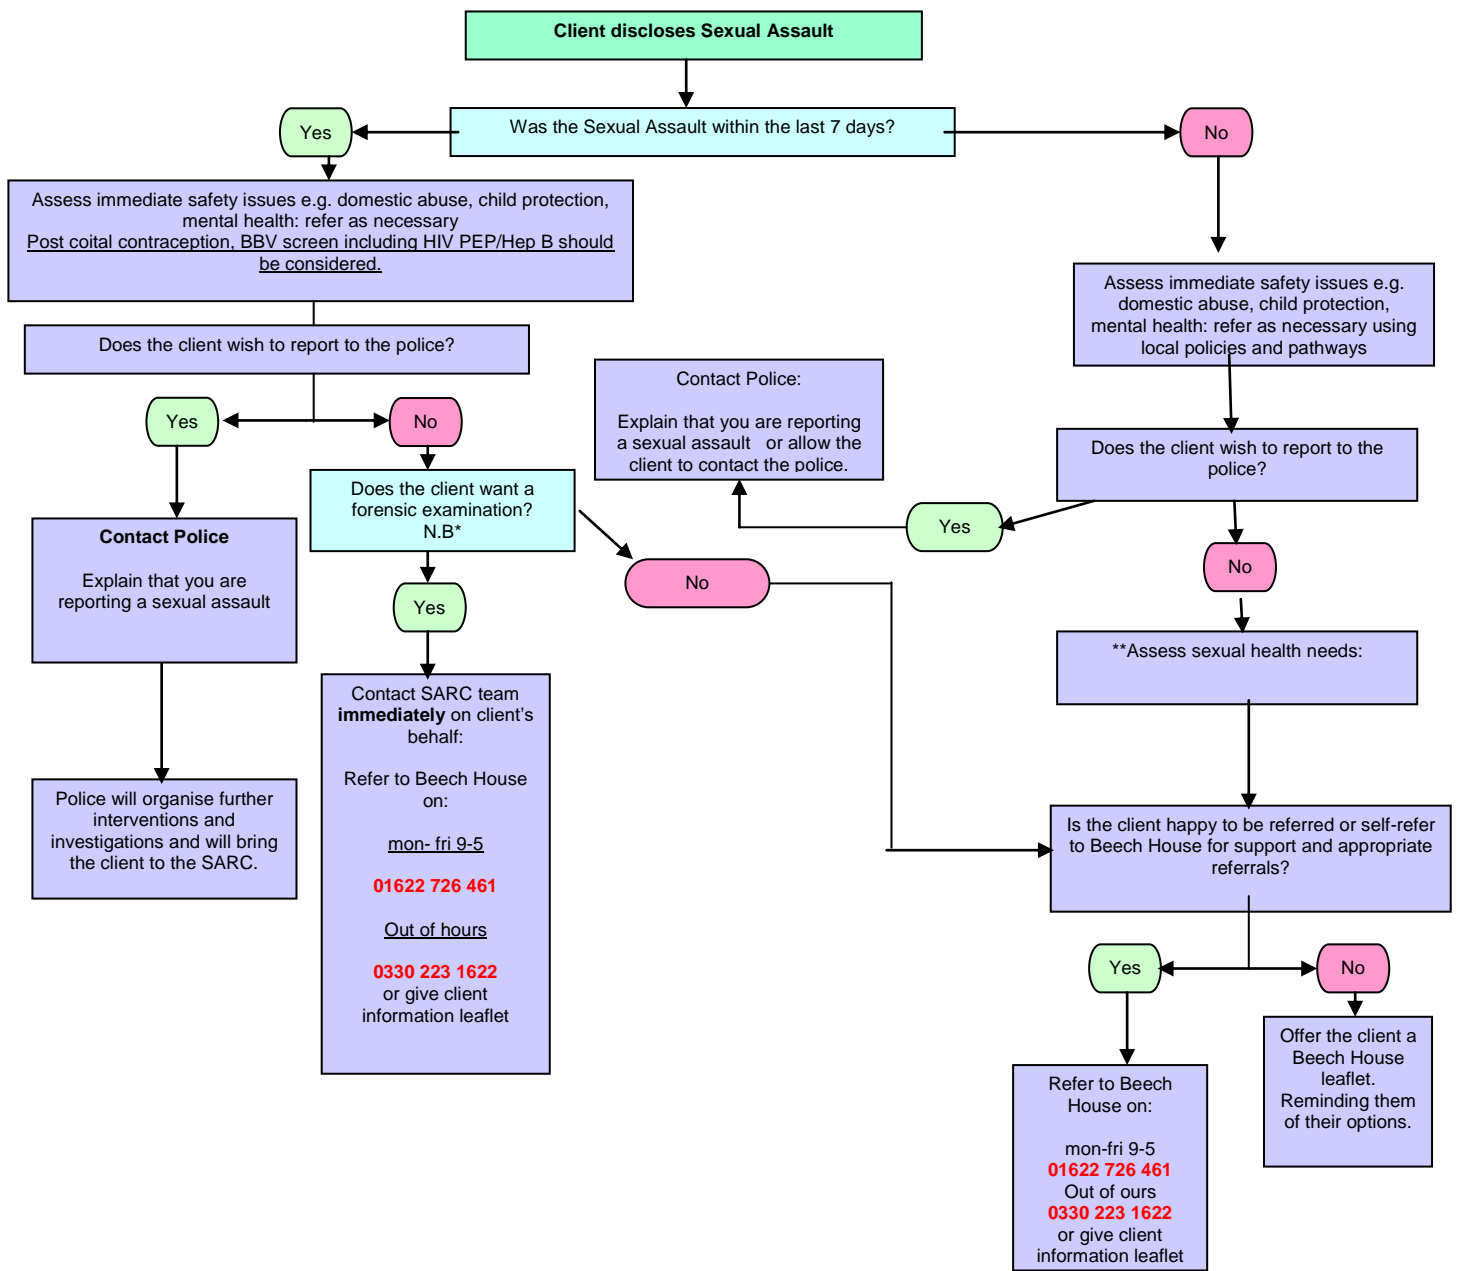 Client discloses Sexual Assault
Was the Sexual Assault within the last 7 days?
Yes
No
Assess immediate safety issues e.g. domestic abuse, child protection,
mental health: refer as necessary
Post coital contraception, BBV screen including HIV PEP/Hep B should
be considered.
Does the client wish to report to the police?
Yes
No
Contact Police
Explain that you are
reporting a sexual assault
Police will organise further
interventions and
investigations and will bring
the client to the SARC.
Does the client want a
forensic examination?
N.B*
Yes
No
Contact SARC team
immediately on client's
behalf:
Refer to Beech House
on:
mon- fri 9-5
01622 726 461
Out of hours
0330 223 1622
or give client
information leaflet
Assess immediate safety issues e.g.
domestic abuse, child protection,
mental health: refer as necessary using
local policies and pathways
Does the client wish to report to the
police?
Yes
Contact Police:
Explain that you are reporting
a sexual assault or allow the
client to contact the police.
No
**Assess sexual health needs:
Is the client happy to be referred or self-refer
to Beech House for support and appropriate
referrals?
Yes
No
Refer to Beech
House on:
mon-fri 9-5
01622 726 461
Out of ours
0330 223 1622
or give client
information leaflet
Offer the client a
Beech House
leaflet.
Reminding them
of their options.